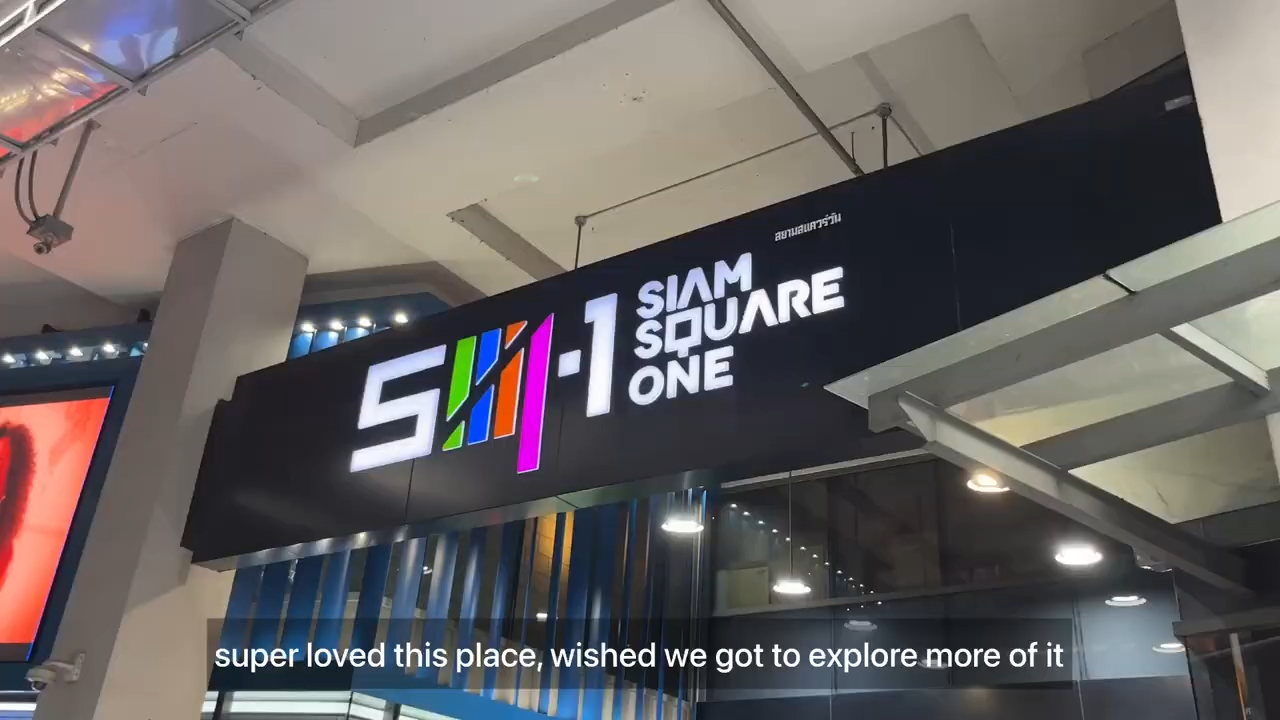 สยามสแควร์วัน
SIAM
SQUARE
ONE
-1
super loved this place, wished we got to explore more of it